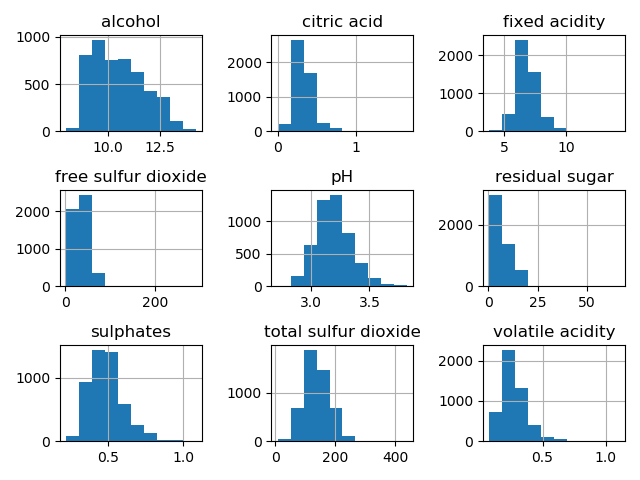 alcohol
1000
500
0
10.0 12.5
citric acid
2000
1000
0
0 1
fixed acidity
2000
1000
0
5 10
free sulfur dioxide
2000
1000
0
0 200
pH
1000
500
0
3.0 3.5
residual sugar
2000
0
0 25 50
sulphates
1000
0
0.5 1.0
total sulfur dioxide
1000
0
0 200 400
volatile acidity
2000
1000
0
0.5 1.0